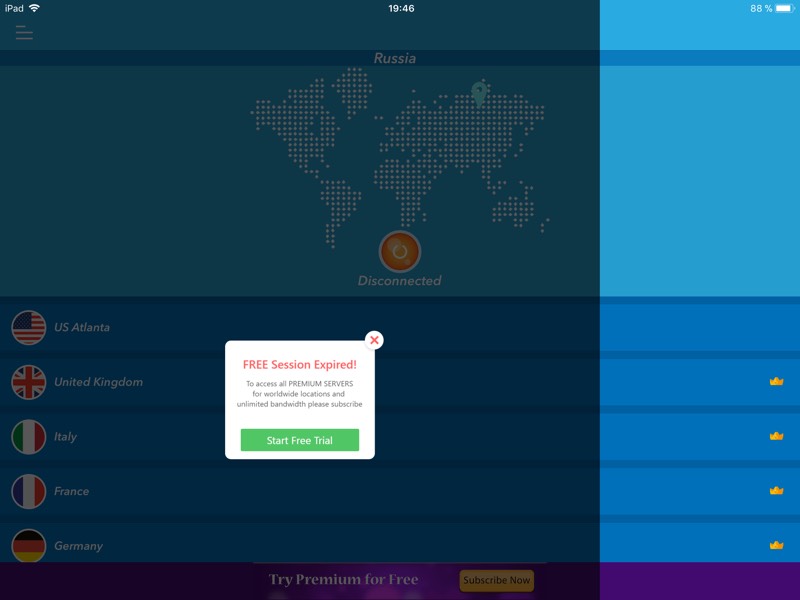 iPad 19:46 88 %
Russia
Disconnected
US Atlanta
United Kingdom
Italy
France
Germany
FREE Session Expired!
To access all PREMIUM SERVERS
for worldwide locations and
unlimited bandwidth please subscribe
Start Free Trial
Try Premium for Free Subscribe Now